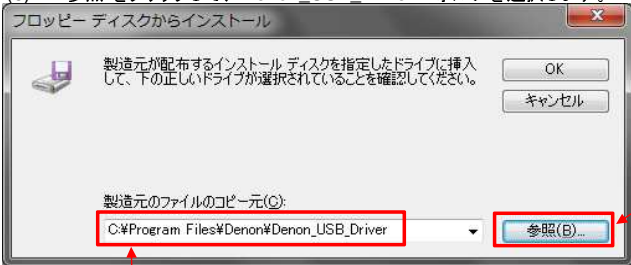 フロッピー ディスクからインストール
製造元が配布するインストール ディスクを指定したドライブに挿入
して、下の正しいドライブが選択されていることを確認してください。
OK
キャンセル
製造元のファイルのコピー元(C):
C:¥Program Files¥Denon¥Denon_USB_Driver
参照(B)...